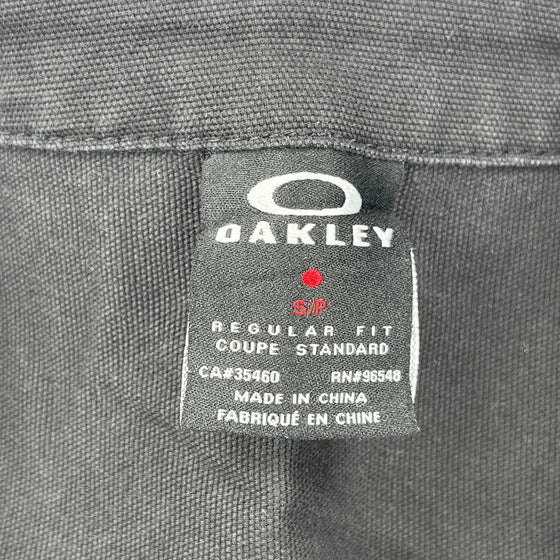 OAKLEY
S/P
REGULAR FIT
COUPE STANDARD
CA#35460 RN#96548
MADE IN CHINA
FABRIQUÉ EN CHINE